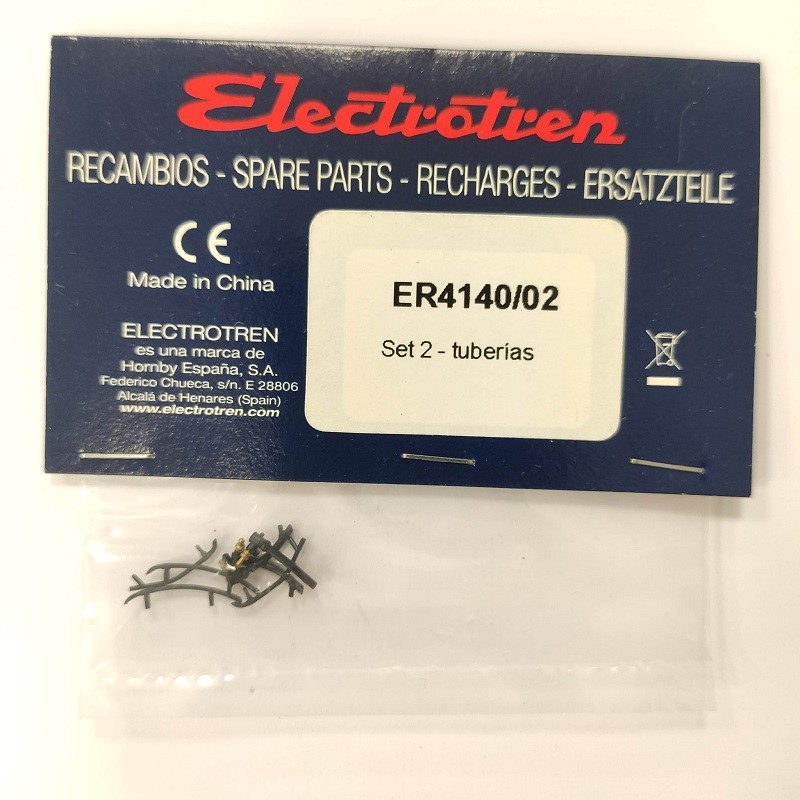 Electrotren
RECAMBIOS - SPARE PARTS - RECHARGES - ERSATZTEILE
CE
Made in China
ELECTROTREN
es una marca de
Hornby España, S.A.
Federico Chueca, s/n. E 28806
Alcalá de Henares (Spain)
www.electrotren.com
ER4140/02
Set 2 - tuberías